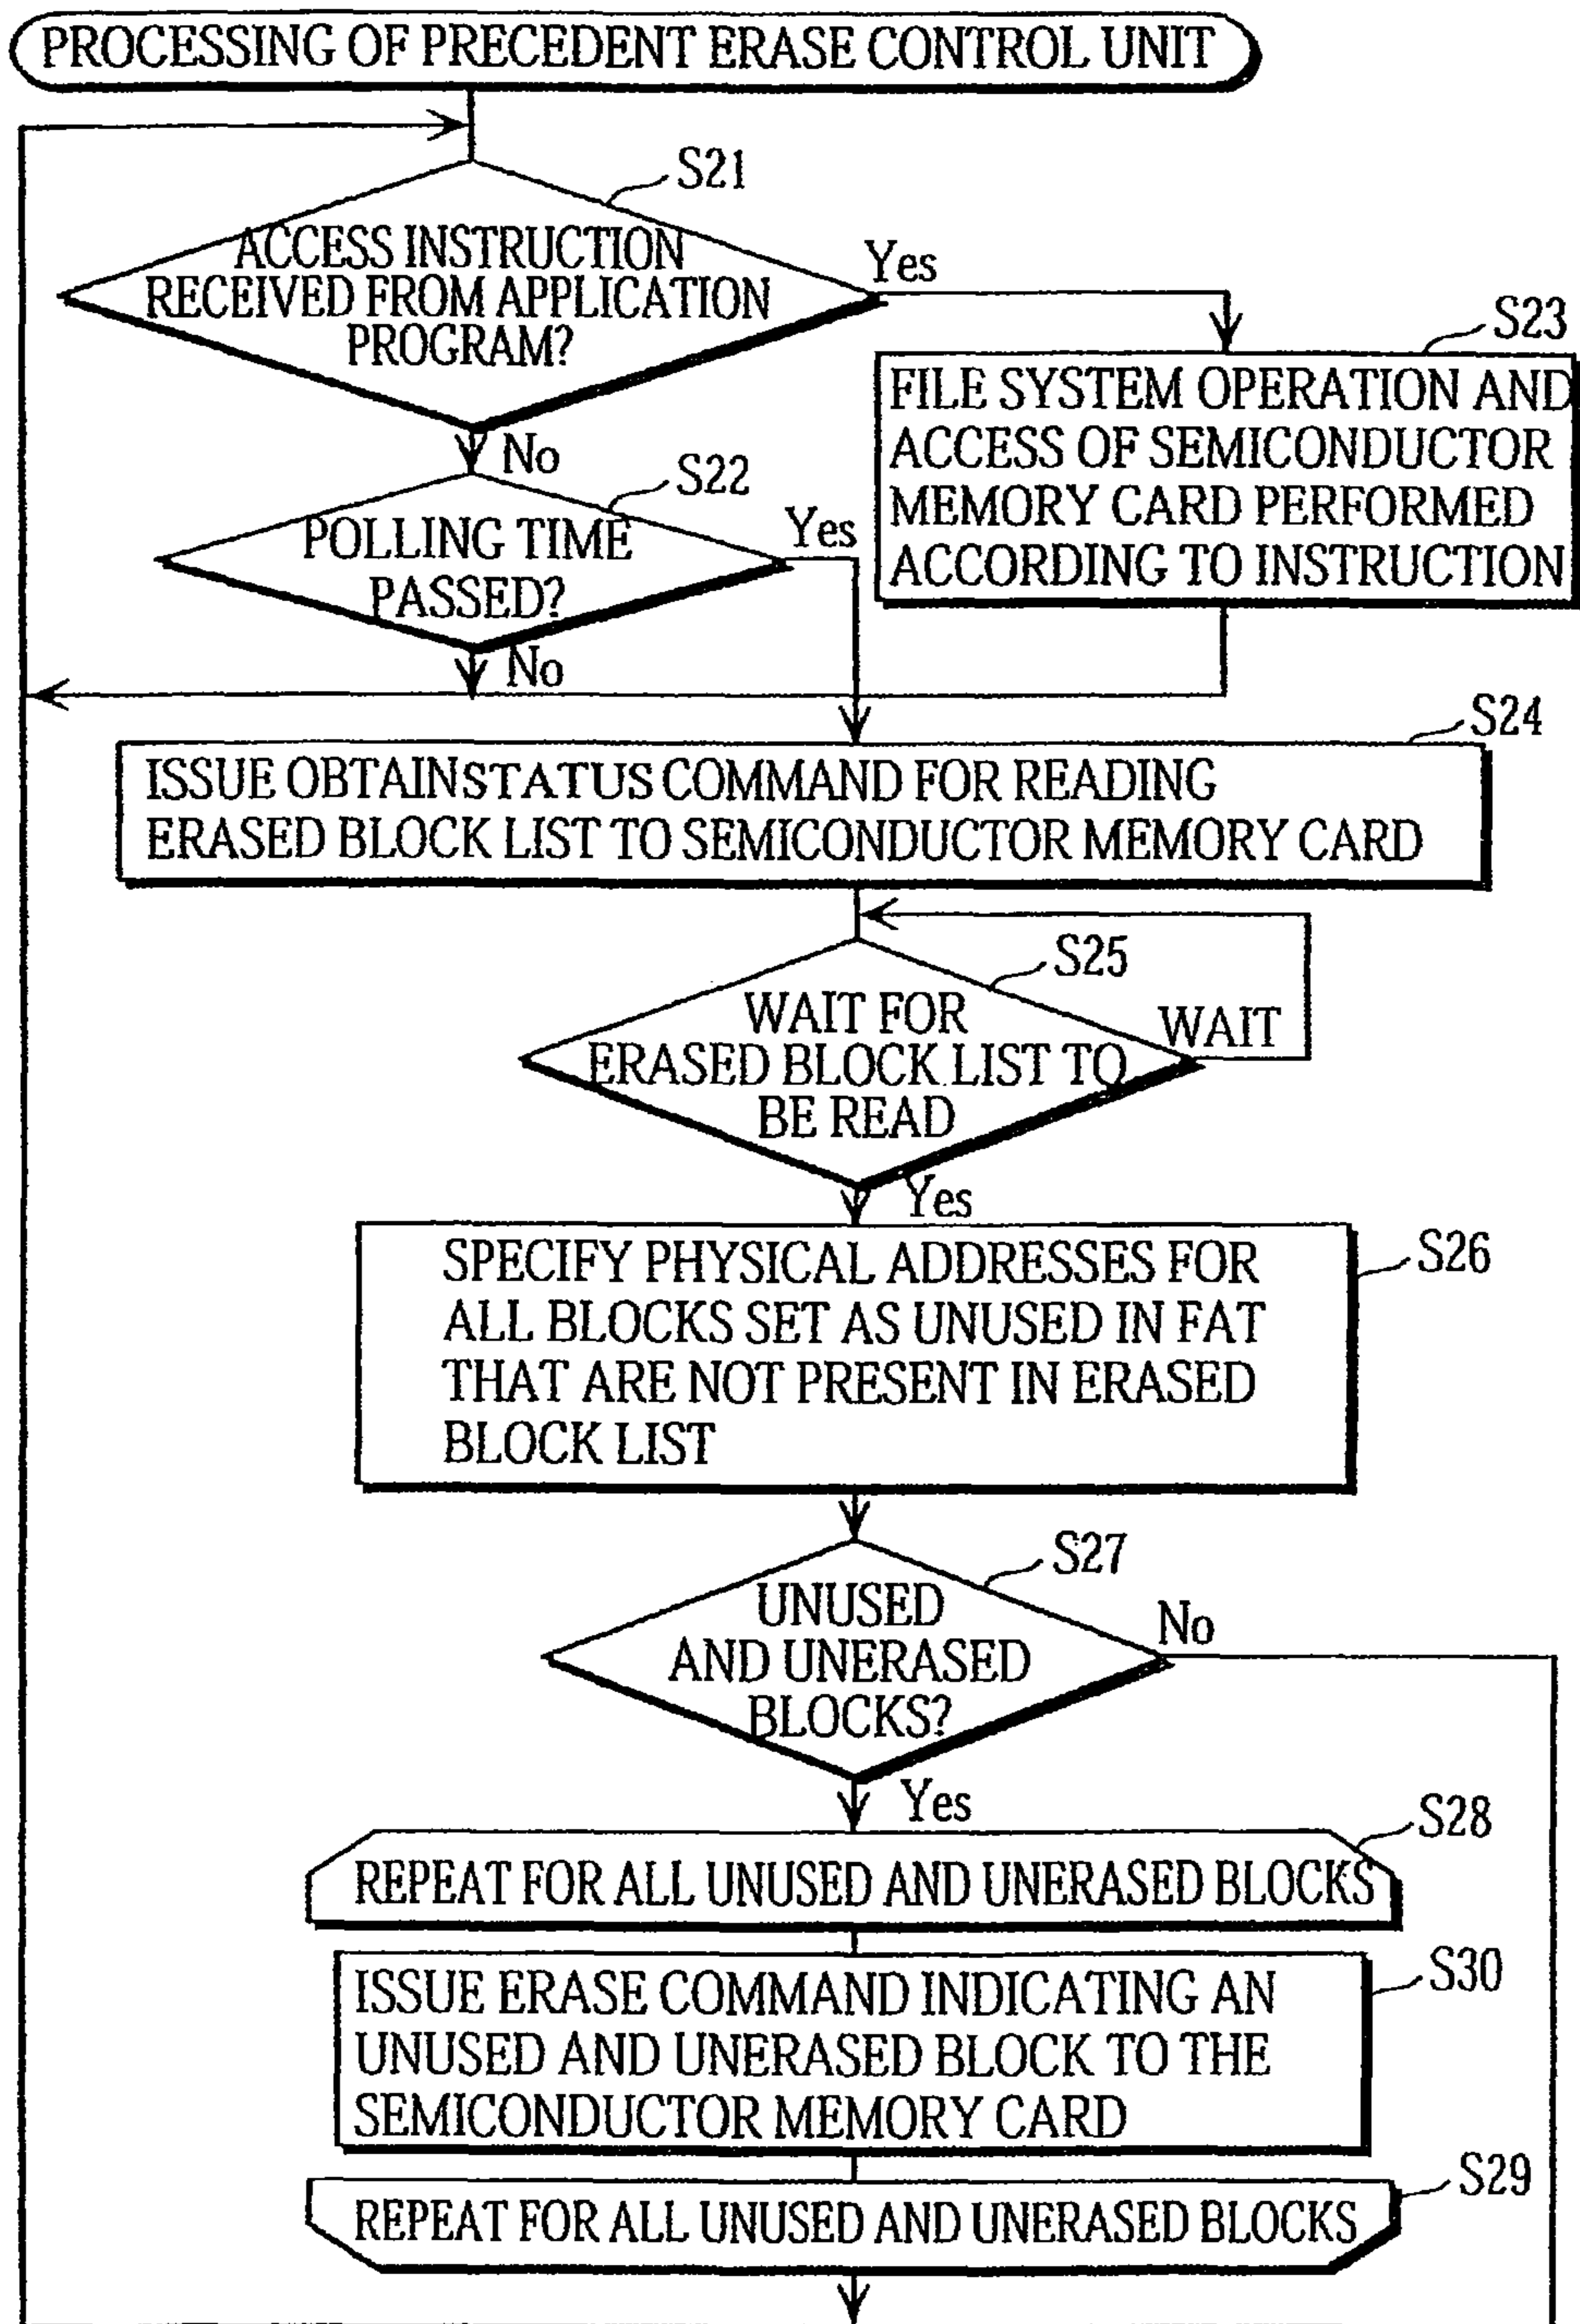 PROCESSING OF PRECEDENT ERASE CONTROL UNIT
S21
ACCESS INSTRUCTION
RECEIVED FROM APPLICATION
PROGRAM?
Yes
No
S23
FILE SYSTEM OPERATION AND
ACCESS OF SEMICONDUCTOR
MEMORY CARD PERFORMED
ACCORDING TO INSTRUCTION
S22
POLLING TIME
PASSED?
Yes
No
S24
ISSUE OBTAIN STATUS COMMAND FOR READING
ERASED BLOCK LIST TO SEMICONDUCTOR MEMORY CARD
S25
WAIT FOR
ERASED BLOCK LIST TO
BE READ
WAIT
Yes
S26
SPECIFY PHYSICAL ADDRESSES FOR
ALL BLOCKS SET AS UNUSED IN FAT
THAT ARE NOT PRESENT IN ERASED
BLOCK LIST
S27
UNUSED
AND UNERASED
BLOCKS?
No
Yes
S28
REPEAT FOR ALL UNUSED AND UNERASED BLOCKS
S30
ISSUE ERASE COMMAND INDICATING AN
UNUSED AND UNERASED BLOCK TO THE
SEMICONDUCTOR MEMORY CARD
S29
REPEAT FOR ALL UNUSED AND UNERASED BLOCKS